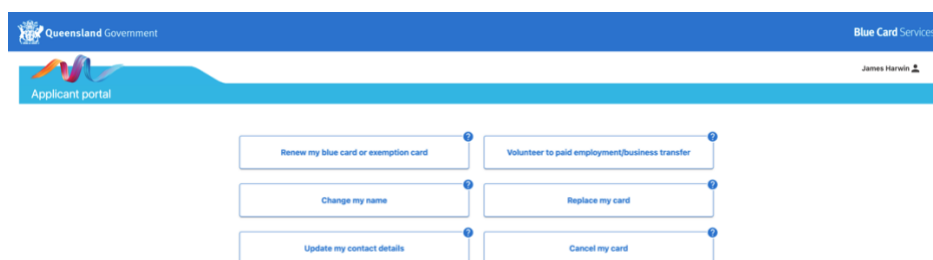 Queensland Government
Blue Card Services
James Harwin
Applicant portal
?
?
Renew my blue card or exemption card
Volunteer to paid employment/business transfer
?
?
Change my name
Replace my card
?
?
Update my contact details
Cancel my card